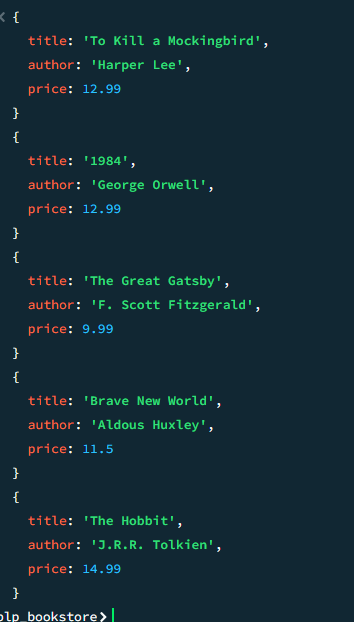 {
title: 'To Kill a Mockingbird',
author: 'Harper Lee',
price: 12.99
}
{
title: '1984',
author: 'George Orwell',
price: 12.99
}
{
title: 'The Great Gatsby',
author: 'F. Scott Fitzgerald',
price: 9.99
}
{
title: 'Brave New World',
author: 'Aldous Huxley',
price: 11.5
}
{
title: 'The Hobbit',
author: 'J.R.R. Tolkien',
price: 14.99
}
plp_bookstore>